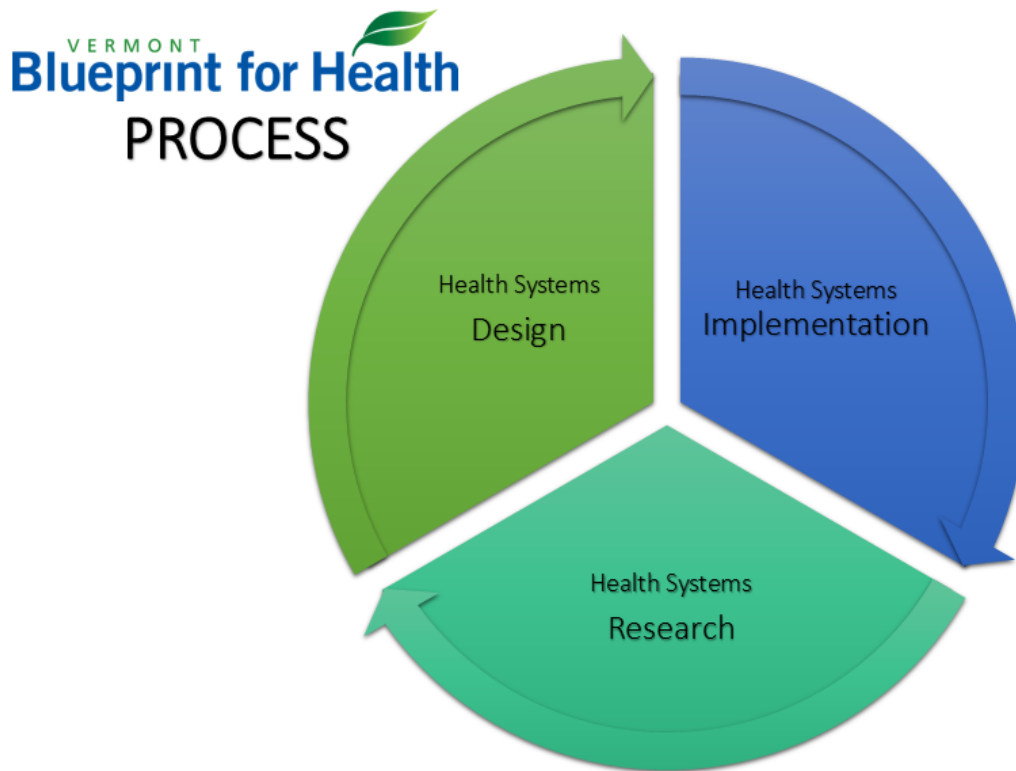 VERMONT
Blueprint for Health
PROCESS
Health Systems
Design
Health Systems
Implementation
Health Systems
Research